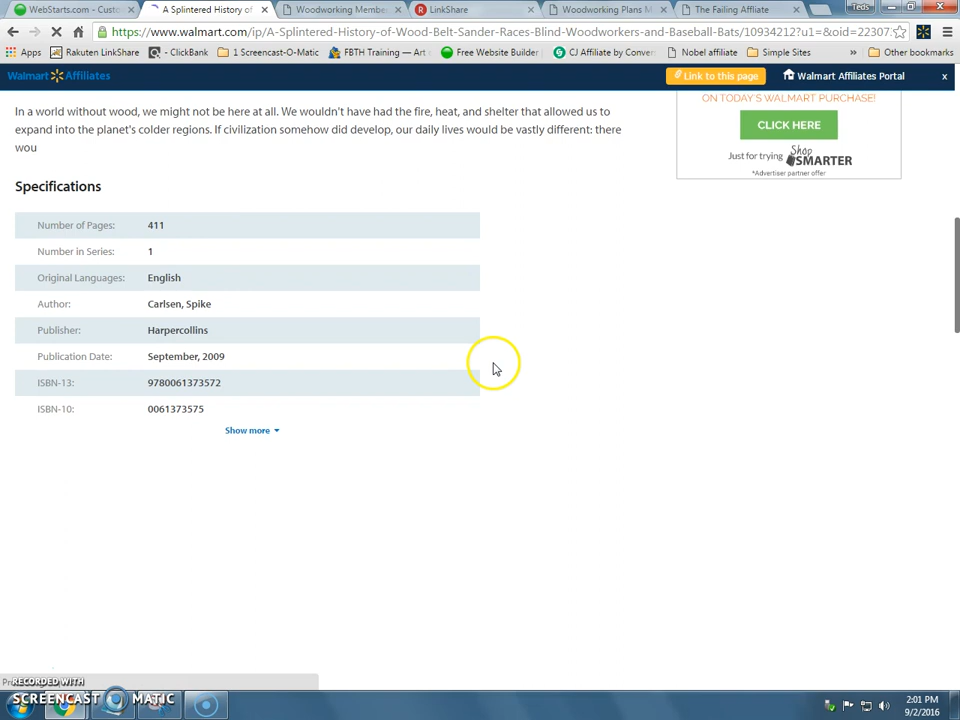 WebStarts.com - Custo
A Splintered History of
Woodworking Membe
LinkShare
Woodworking Plans M
The Failing Affliate
Teds
https://www.walmart.com/ip/A-Splintered-History-of-Wood-Belt-Sander-Races-Blind-Woodworkers-and-Baseball-Bats/10934212?u1=&oid=22307
Apps
Rakuten LinkShare
- ClickBank
1 Screencast-O-Matic
FBTH Training — Art
Free Website Builder
CJ Affiliate by Conver
Nobel affiliate
Simple Sites
»
Other bookmarks
Walmart Affiliates
Link to this page
Walmart Affiliates Portal
x
In a world without wood, we might not be here at all. We wouldn't have had the fire, heat, and shelter that allowed us to
expand into the planet's colder regions. If civilization somehow did develop, our daily lives would be vastly different: there
wou
ON TODAY'S WALMART PURCHASE!
CLICK HERE
Just for trying Shop SMARTER
*Advertiser partner offer
Specifications
Number of Pages: 411
Number in Series: 1
Original Languages: English
Author: Carlsen, Spike
Publisher: Harpercollins
Publication Date: September, 2009
ISBN-13: 9780061373572
ISBN-10: 0061373575
Show more
RECORDED WITH
SCREENCAST MATIC
2:01 PM
9/2/2016